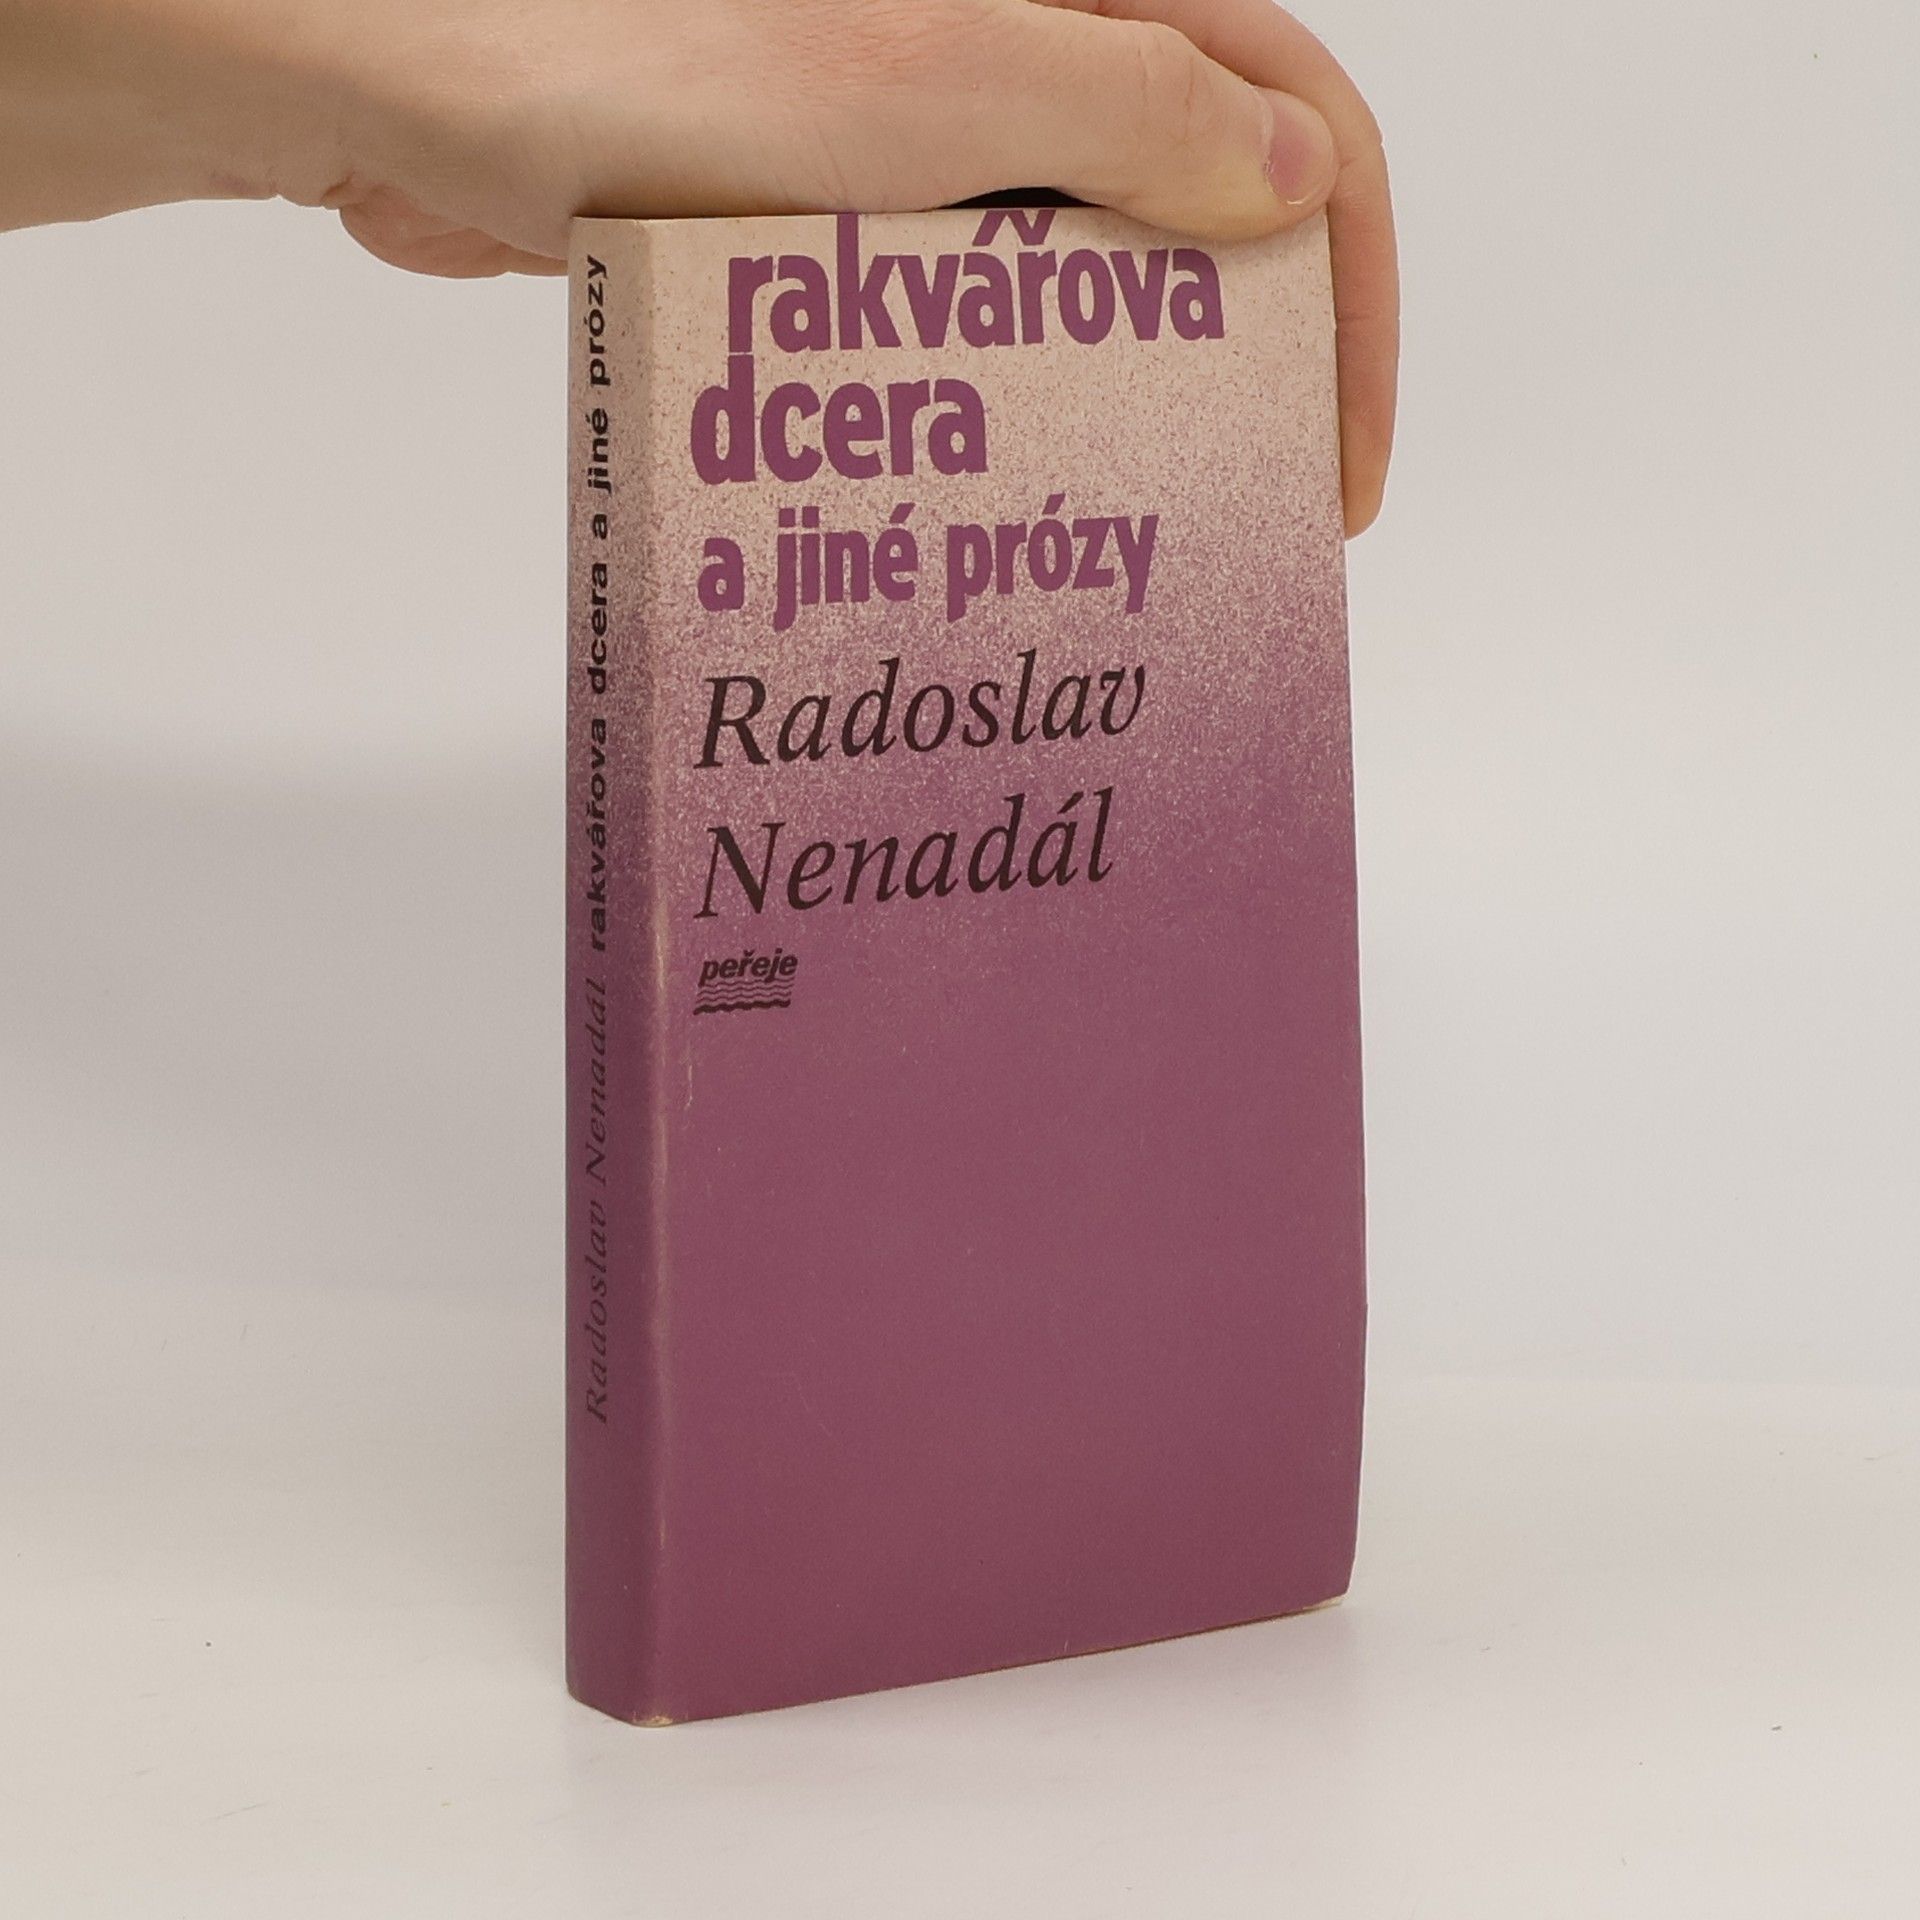 rakvářova
dcera
a jiné prózy
Radoslav
Nenadál
peřeje
Radoslav Nenadál rakvářova dcera a jiné prózy